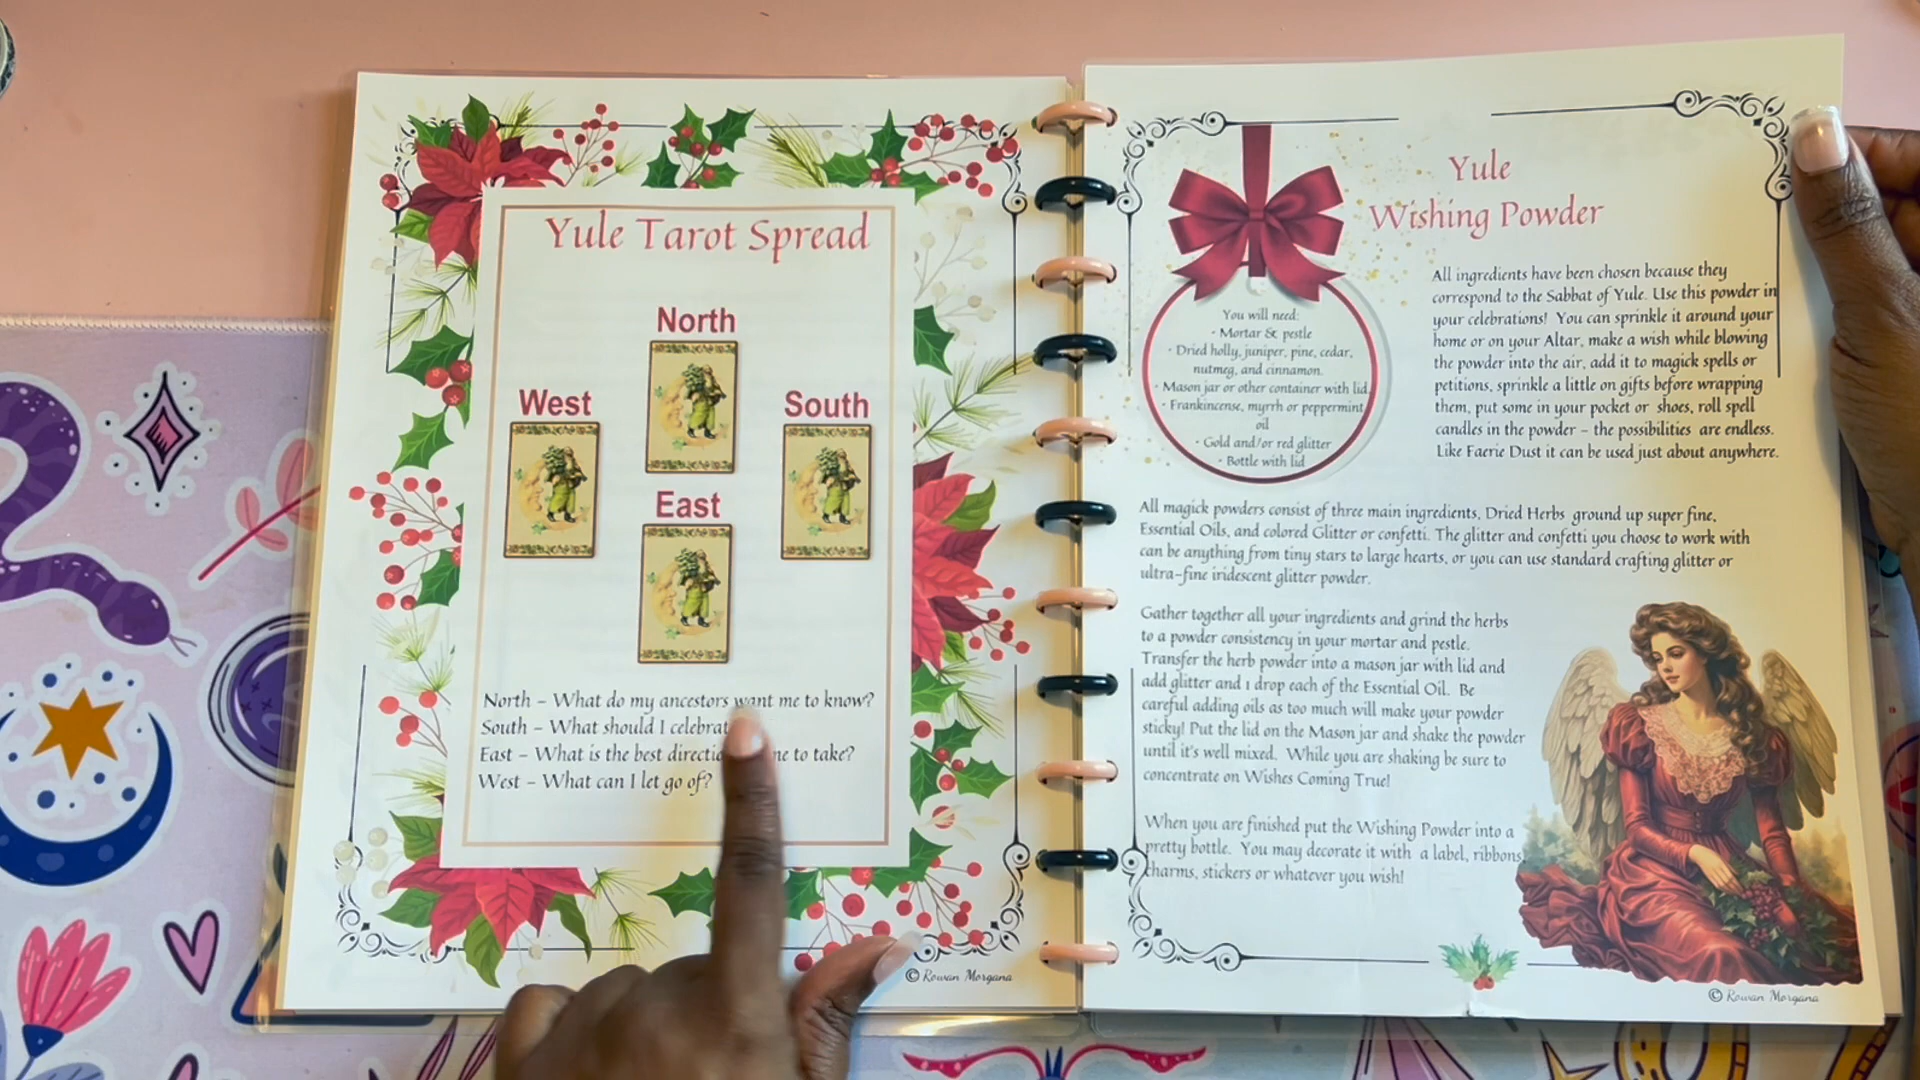 Yule Tarot Spread
North
West
South
East
North – What do my ancestors want me to know?
South – What should I celebrat
East – What is the best directio me to take?
West – What can I let go of?
© Rowan Morgana
Yule
Wishing Powder
You will need:
• Mortar & pestle
• Dried holly, juniper, pine, cedar,
nutmeg, and cinnamon.
• Mason jar or other container with lid
• Frankincense, myrrh or peppermint
oil
• Gold and/or red glitter
• Bottle with lid
All ingredients have been chosen because they
correspond to the Sabbat of Yule. Use this powder in
your celebrations! You can sprinkle it around your
home or on your Altar, make a wish while blowing
the powder into the air, add it to magick spells or
petitions, sprinkle a little on gifts before wrapping
them, put some in your pocket or shoes, roll spell
candles in the powder – the possibilities are endless.
Like Faerie Dust it can be used just about anywhere.
All magick powders consist of three main ingredients, Dried Herbs ground up super fine,
Essential Oils, and colored Glitter or confetti. The glitter and confetti you choose to work with
can be anything from tiny stars to large hearts, or you can use standard crafting glitter or
ultra-fine iridescent glitter powder.
Gather together all your ingredients and grind the herbs
to a powder consistency in your mortar and pestle.
Transfer the herb powder into a mason jar with lid and
add glitter and 1 drop each of the Essential Oil. Be
careful adding oils as too much will make your powder
sticky! Put the lid on the Mason jar and shake the powder
until it's well mixed. While you are shaking be sure to
concentrate on Wishes Coming True!
When you are finished put the Wishing Powder into a
pretty bottle. You may decorate it with a label, ribbons,
charms, stickers or whatever you wish!
© Rowan Morgana